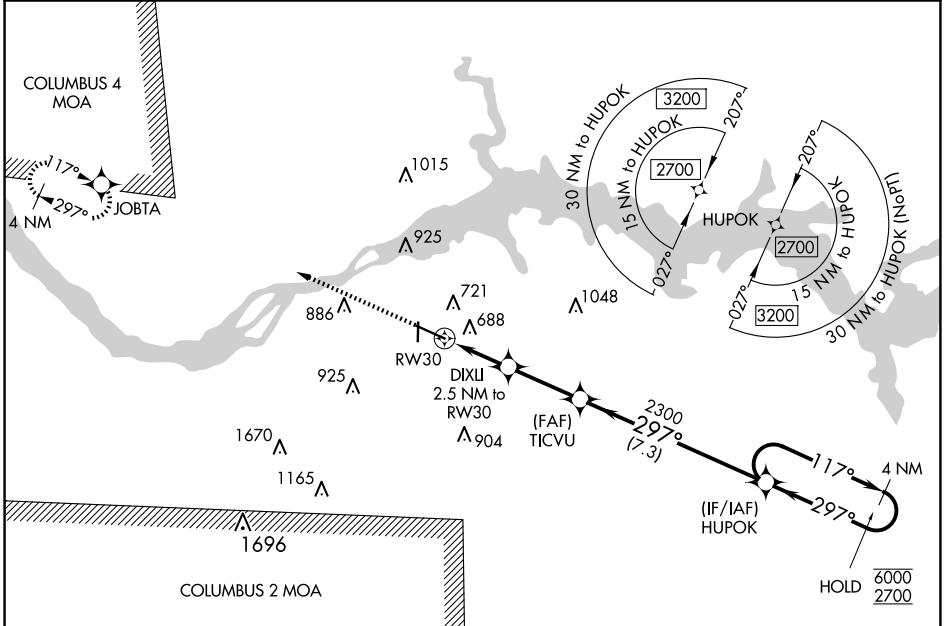 COLUMBUS 4
MOA
117°
297°
4 NM
JOBTA
1015
925
886
721
688
1048
RW30
DIXLI
2.5 NM to
RW30
925
904
1670
1165
1696
COLUMBUS 2 MOA
(FAF)
TICVU
2300
297°
(7.3)
(IF/IAF)
HUPOK
117°
4 NM
297°
HOLD
6000
2700
30 NM to HUPOK
3200
207°
15 NM to HUPOK
2700
027°
HUPOK
207°
2700
15 NM to HUPOK
027°
3200
30 NM to HUPOK (NoPT)